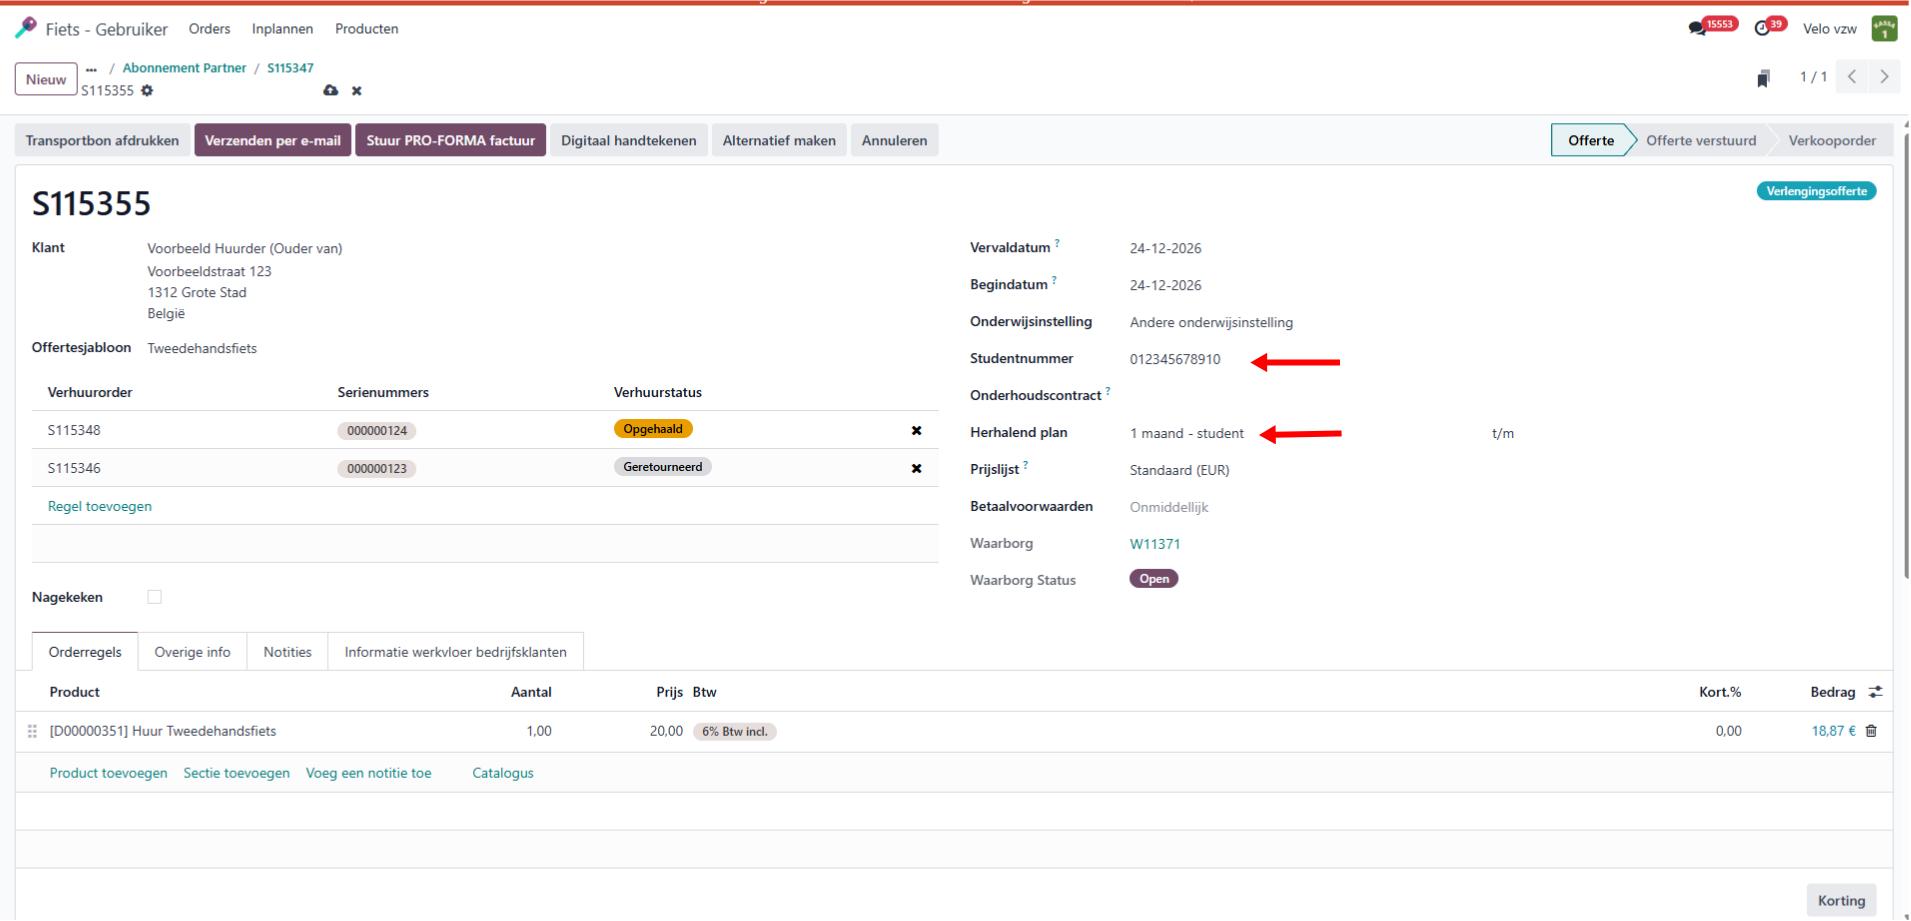 Fiets - Gebruiker Orders Inplannen Producten 15553 39 Velo vzw KASSA 1
Nieuw ... / Abonnement Partner / S115347
S115355 1 / 1
Transportbon afdrukken Verzenden per e-mail Stuur PRO-FORMA factuur Digitaal handtekenen Alternatief maken Annuleren Offerte Offerte verstuurd Verkooporder
Verlengingsofferte
S115355
Klant Voorbeeld Huurder (Ouder van)
Voorbeeldstraat 123
1312 Grote Stad
België
Offertesjabloon Tweedehandsfiets
Verhuurorder Serienummers Verhuurstatus
S115348 000000124 Opgehaald
S115346 000000123 Geretourneerd
Regel toevoegen
Nagekeken
Vervaldatum ? 24-12-2026
Begindatum ? 24-12-2026
Onderwijsinstelling Andere onderwijsinstelling
Studentnummer 012345678910
Onderhoudscontract ?
Herhalend plan 1 maand - student t/m
Prijslijst ? Standaard (EUR)
Betaalvoorwaarden Onmiddellijk
Waarborg W11371
Waarborg Status Open
Orderregels Overige info Notities Informatie werkvloer bedrijfsklanten
Product Aantal Prijs Btw Kort.% Bedrag
[D00000351] Huur Tweedehandsfiets 1,00 20,00 6% Btw incl. 0,00 18,87 €
Product toevoegen Sectie toevoegen Voeg een notitie toe Catalogus
Korting